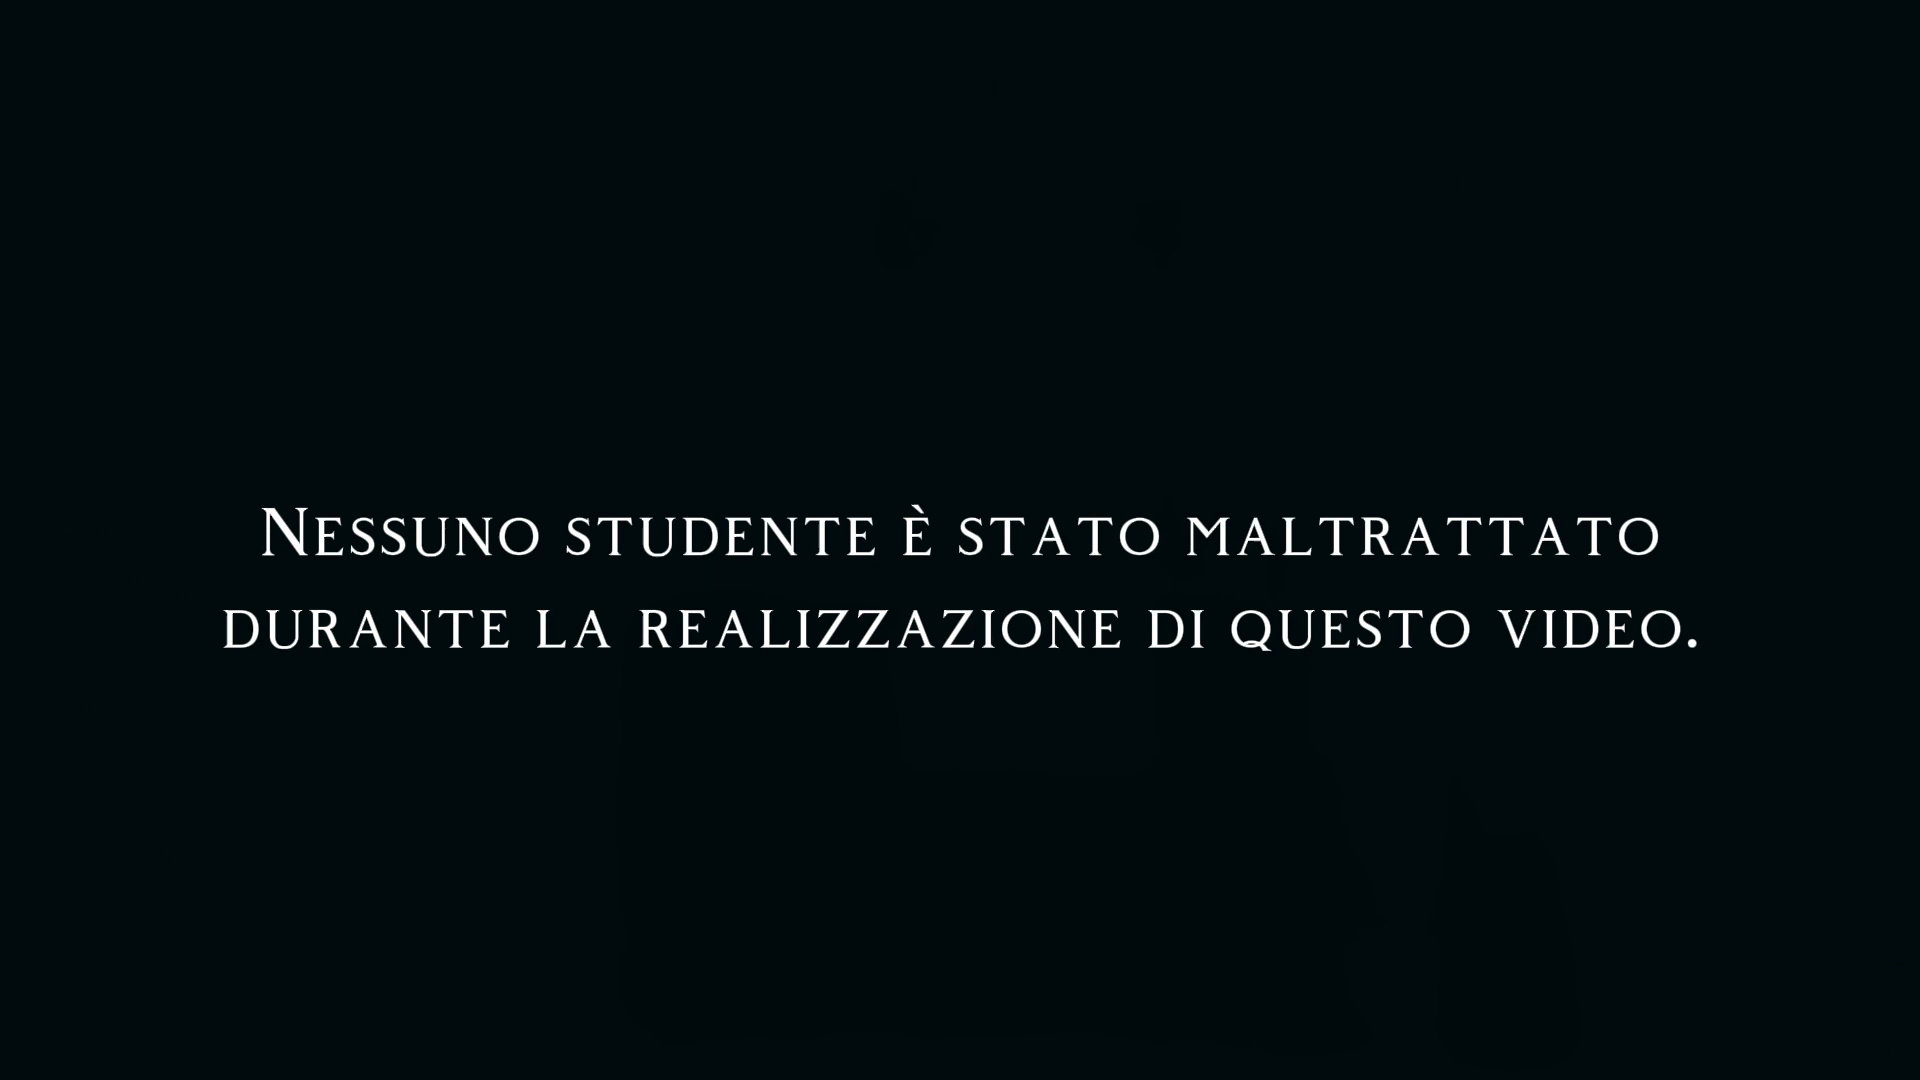 Nessuno studente è stato maltrattato
durante la realizzazione di questo video.